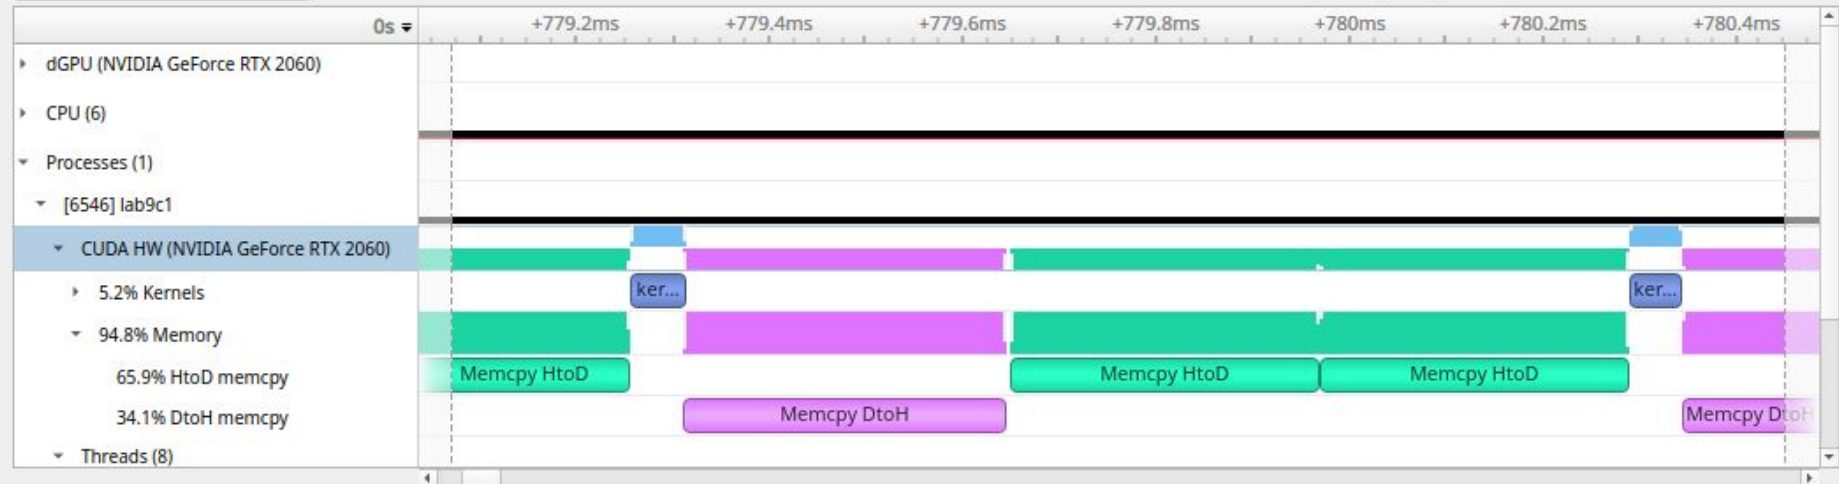 0s +779.2ms +779.4ms +779.6ms +779.8ms +780ms +780.2ms +780.4ms
dGPU (NVIDIA GeForce RTX 2060)
CPU (6)
Processes (1)
[6546] lab9c1
CUDA HW (NVIDIA GeForce RTX 2060)
5.2% Kernels ker... ker...
94.8% Memory
65.9% HtoD memcpy Memcpy HtoD Memcpy HtoD Memcpy HtoD
34.1% DtoH memcpy Memcpy DtoH Memcpy DtoH
Threads (8)